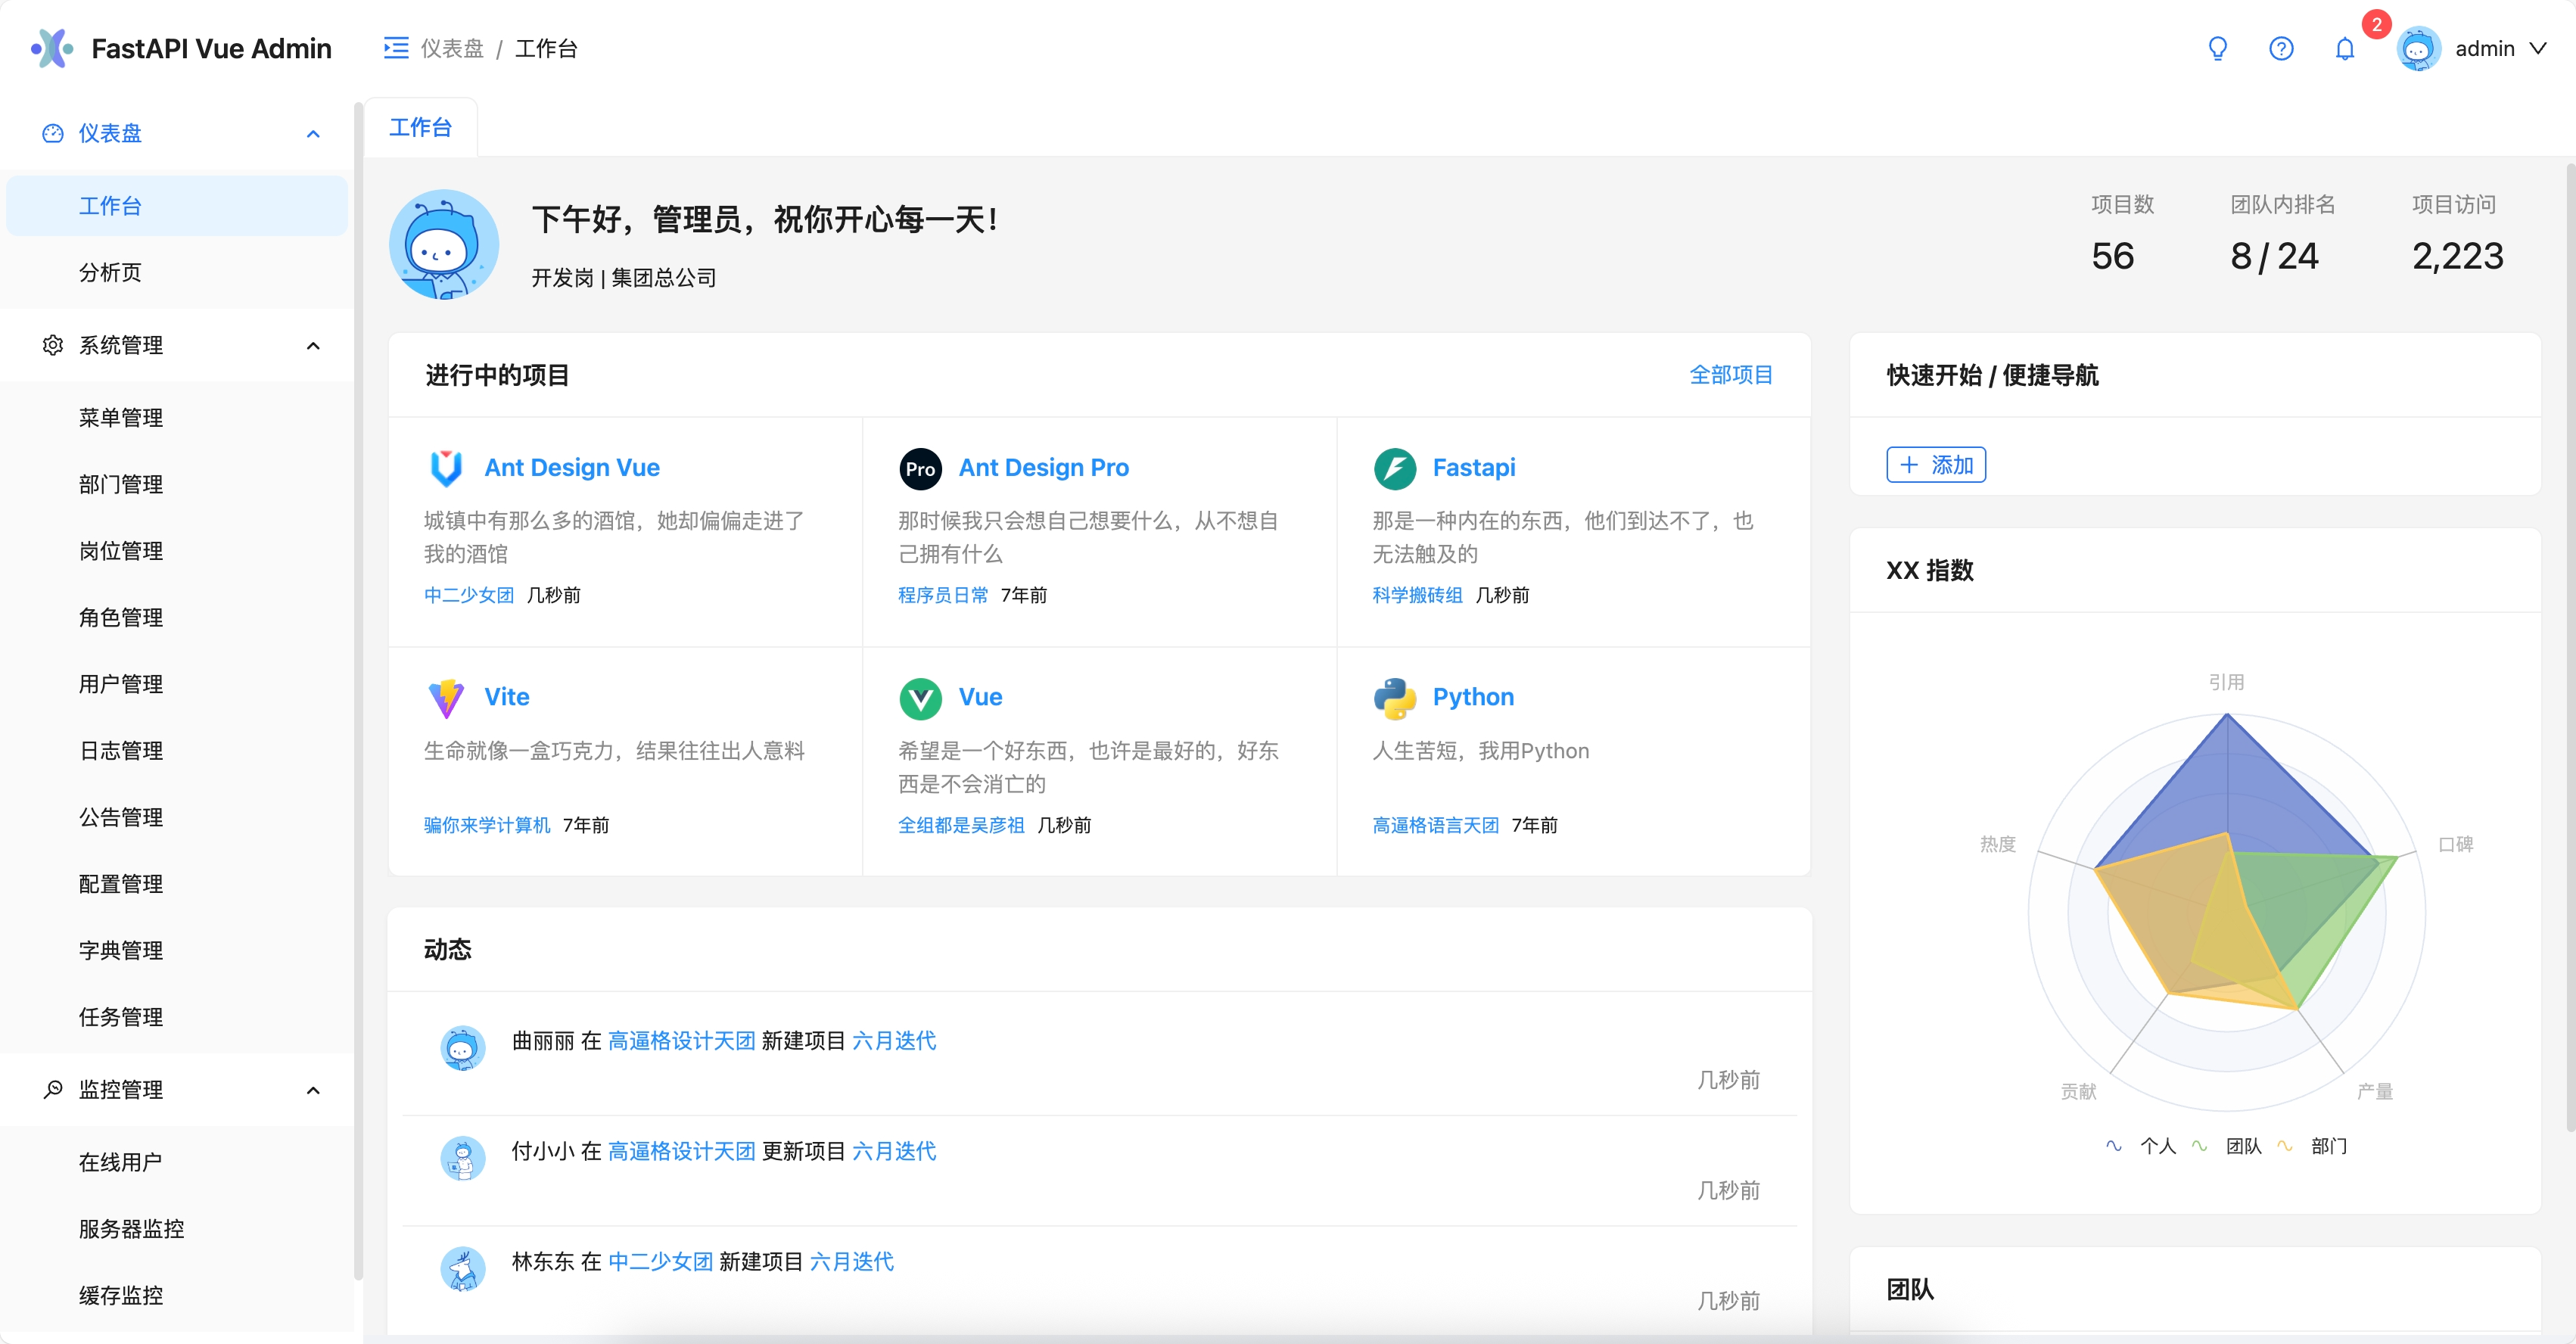 FastAPI Vue Admin
仪表盘 / 工作台
2
admin
仪表盘
工作台
分析页
系统管理
菜单管理
部门管理
岗位管理
角色管理
用户管理
日志管理
公告管理
配置管理
字典管理
任务管理
监控管理
在线用户
服务器监控
缓存监控
工作台
下午好，管理员，祝你开心每一天！
开发岗 | 集团总公司
项目数
56
团队内排名
8 / 24
项目访问
2,223
进行中的项目
全部项目
Ant Design Vue
城镇中有那么多的酒馆，她却偏偏走进了
我的酒馆
中二少女团 几秒前
Pro
Ant Design Pro
那时候我只会想自己想要什么，从不想自
己拥有什么
程序员日常 7年前
Fastapi
那是一种内在的东西，他们到达不了，也
无法触及的
科学搬砖组 几秒前
Vite
生命就像一盒巧克力，结果往往出人意料
骗你来学计算机 7年前
Vue
希望是一个好东西，也许是最好的，好东
西是不会消亡的
全组都是吴彦祖 几秒前
Python
人生苦短，我用Python
高逼格语言天团 7年前
动态
曲丽丽 在 高逼格设计天团 新建项目 六月迭代
几秒前
付小小 在 高逼格设计天团 更新项目 六月迭代
几秒前
林东东 在 中二少女团 新建项目 六月迭代
几秒前
快速开始 / 便捷导航
添加
XX 指数
引用
口碑
产量
贡献
热度
个人 团队 部门
团队